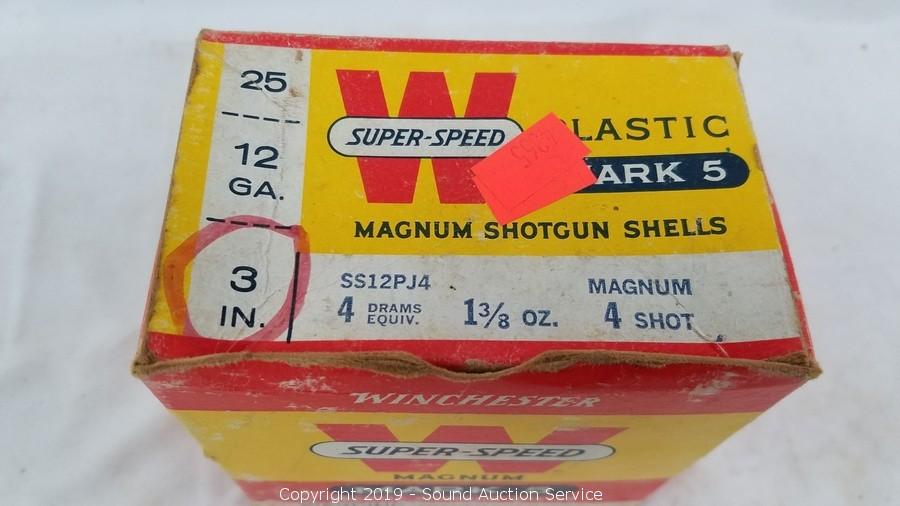 25
12
GA.
3
IN.
W
SUPER-SPEED
LASTIC
ARK 5
MAGNUM SHOTGUN SHELLS
SS12PJ4
4 DRAMS EQUIV. 1 3/8 OZ.
MAGNUM
4 SHOT
WINCHESTER
W
SUPER-SPEED
MAGNUM
Copyright 2019 - Sound Auction Service